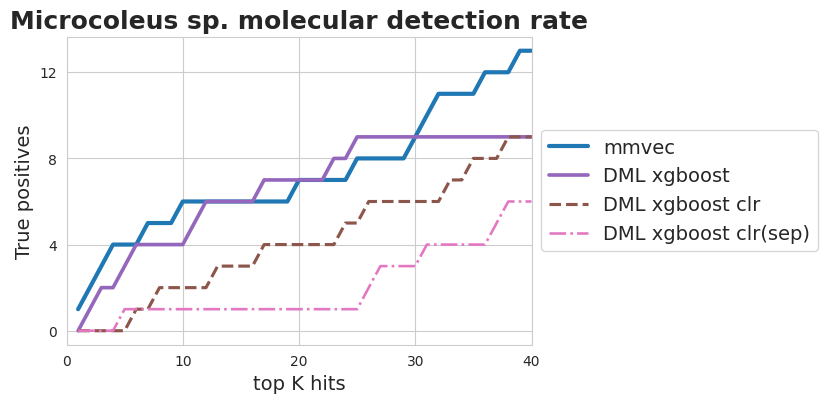 Microcoleus sp. molecular detection rate
True positives
12
8
4
0
0 10 20 30 40
top K hits
mmvec
DML xgboost
DML xgboost clr
DML xgboost clr(sep)